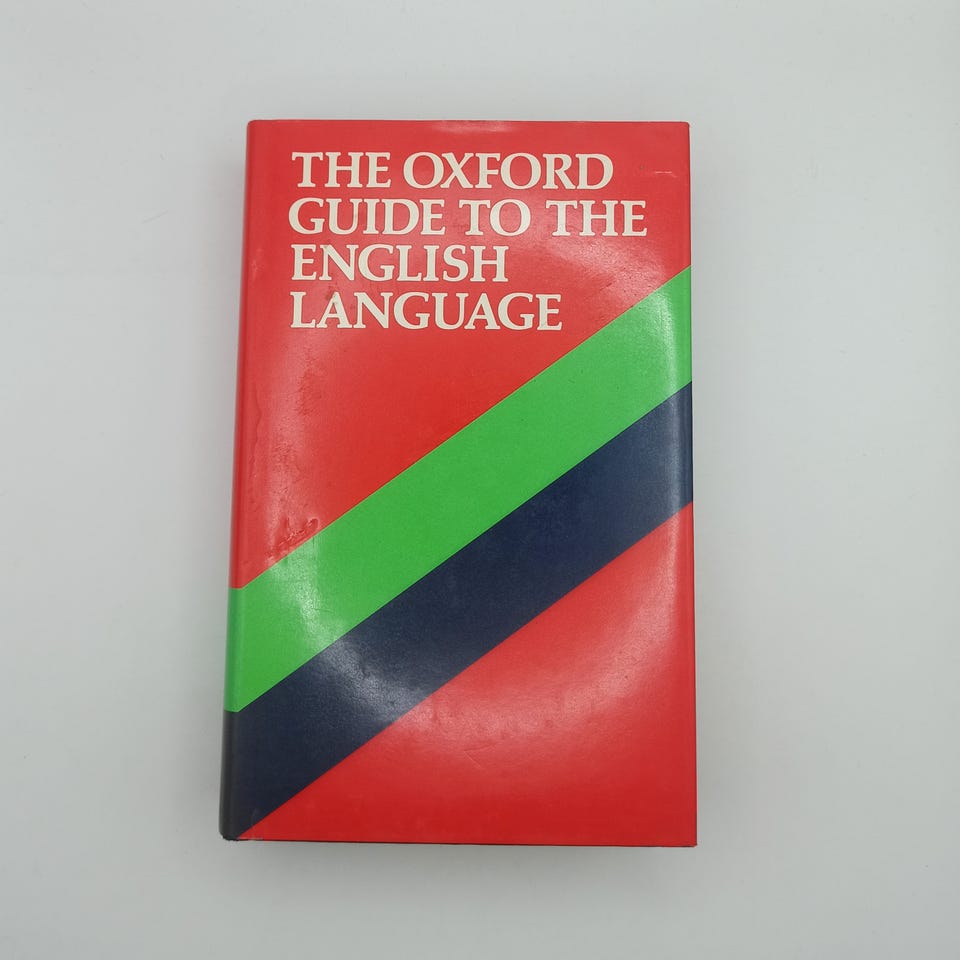 THE OXFORD
GUIDE TO THE
ENGLISH
LANGUAGE